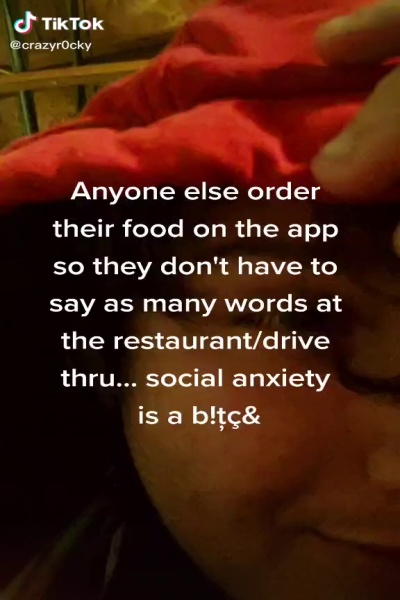 TikTok
@crazyr0cky
Anyone else order
their food on the app
so they don't have to
say as many words at
the restaurant/drive
thru... social anxiety
is a b!țç&